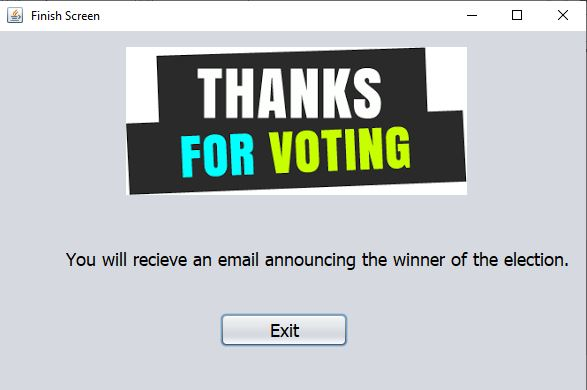 Finish Screen
THANKS
FOR VOTING
You will recieve an email announcing the winner of the election.
Exit